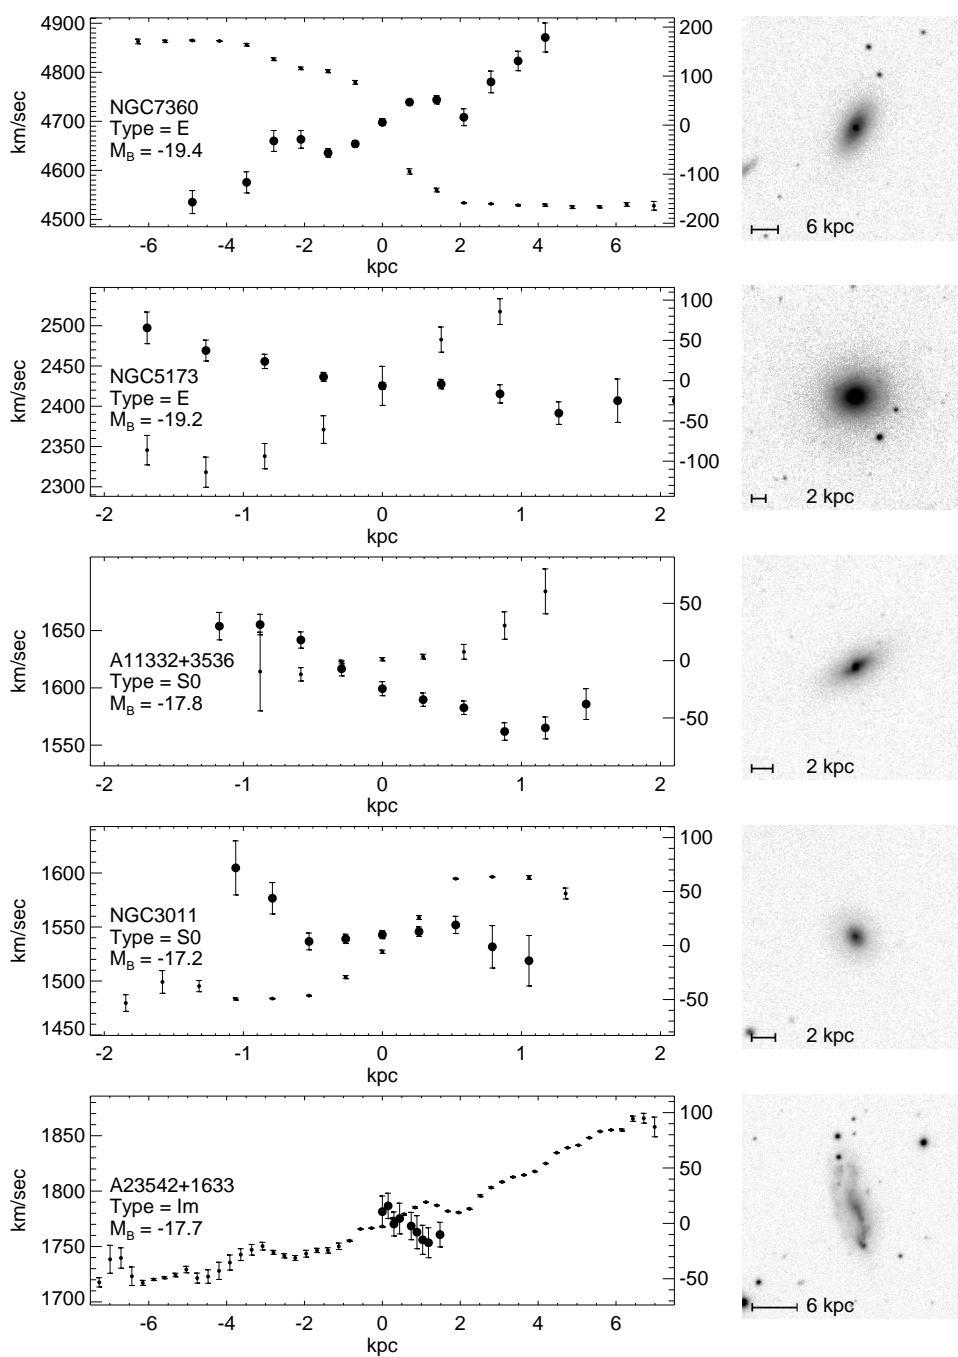 4900
4800
4700
4600
4500
km/sec
NGC7360
Type = E
M_B = -19.4
200
100
0
-100
-200
-6 -4 -2 0 2 4 6
kpc
6 kpc
2500
2450
2400
2350
2300
km/sec
NGC5173
Type = E
M_B = -19.2
100
50
0
-50
-100
-2 -1 0 1 2
kpc
2 kpc
1650
1600
1550
km/sec
A11332+3536
Type = S0
M_B = -17.8
50
0
-50
-2 -1 0 1 2
kpc
2 kpc
1600
1550
1500
1450
km/sec
NGC3011
Type = S0
M_B = -17.2
100
50
0
-50
-2 -1 0 1 2
kpc
2 kpc
1850
1800
1750
1700
km/sec
A23542+1633
Type = Im
M_B = -17.7
100
50
0
-50
-6 -4 -2 0 2 4 6
kpc
6 kpc